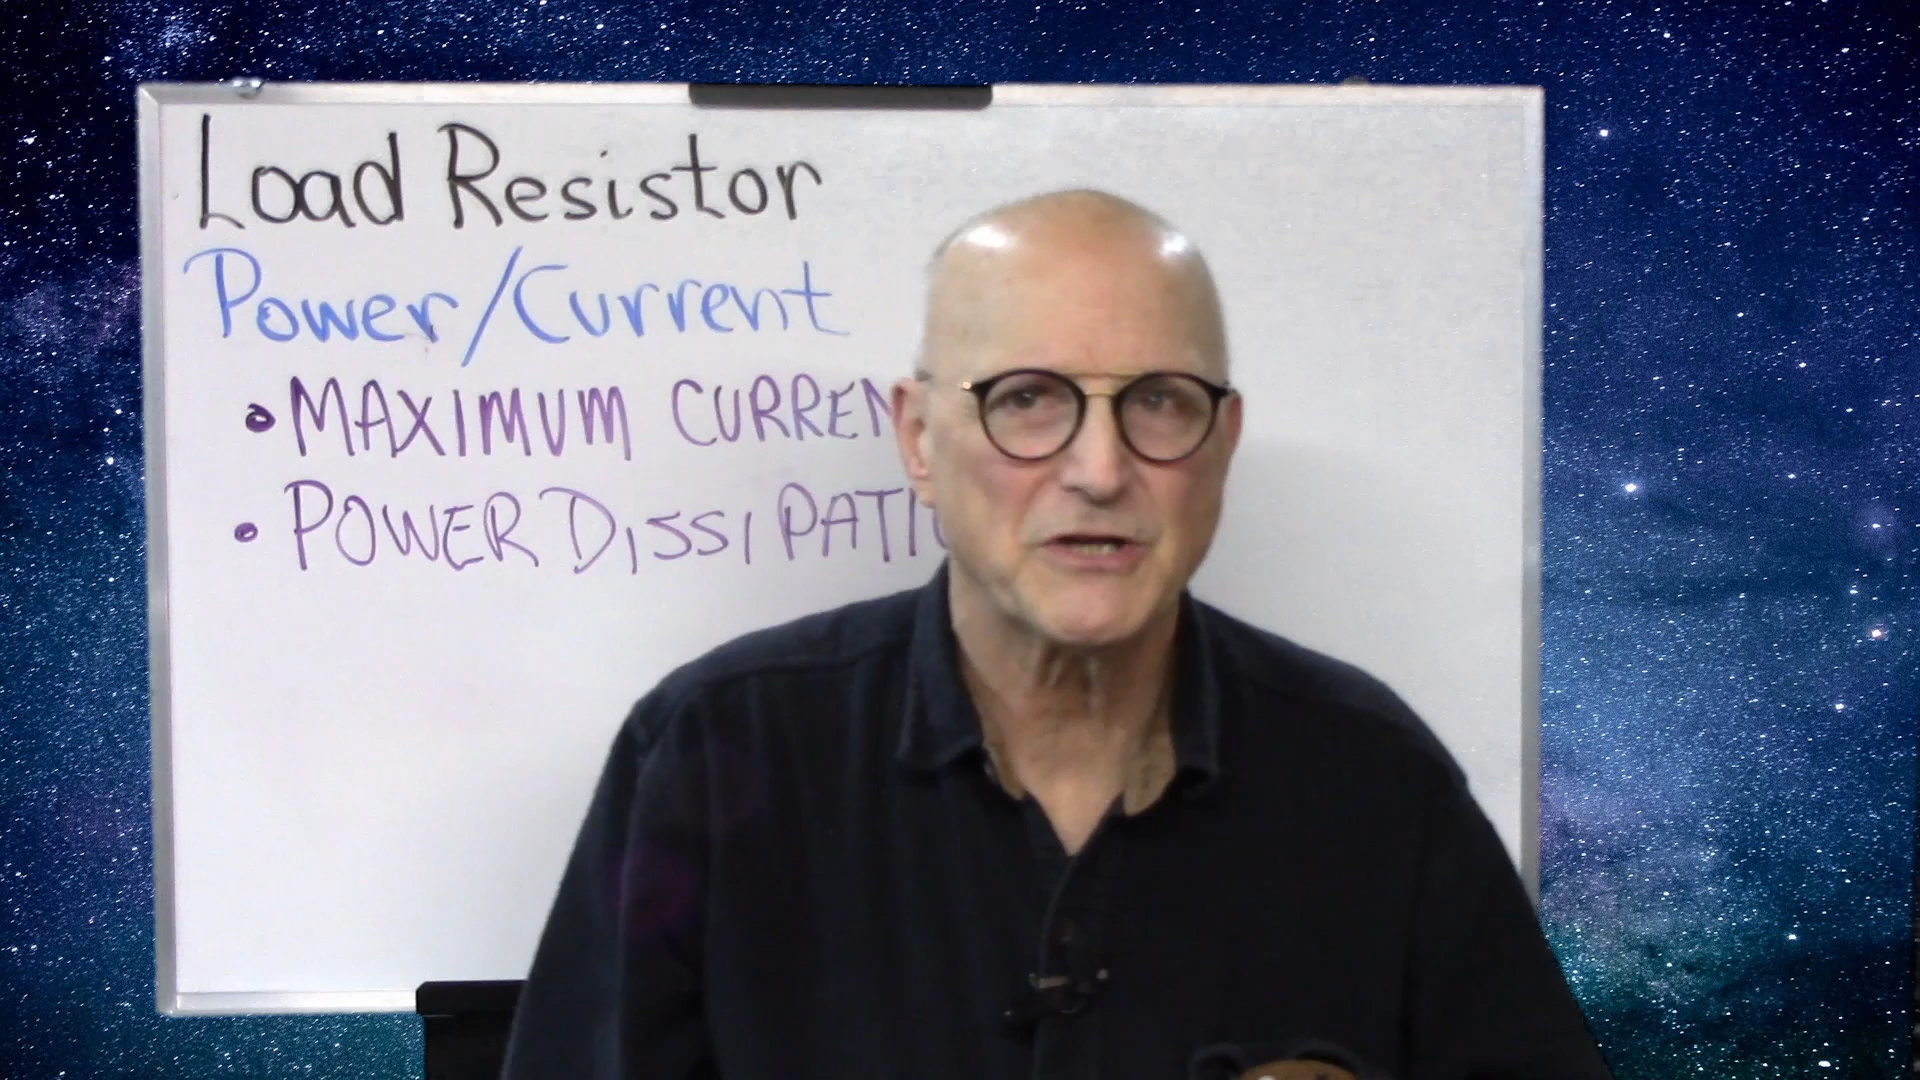 Load Resistor
Power/Current
• MAXIMUM CURREN
• POWER DISSIPATI